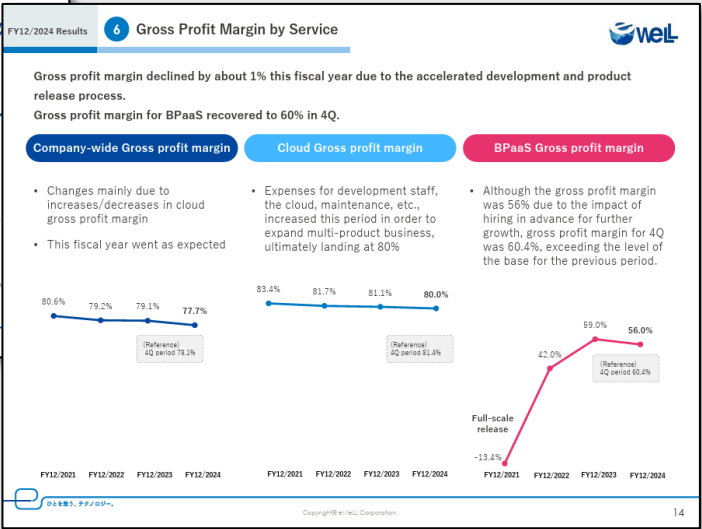 FY12/2024 Results
6 Gross Profit Margin by Service
weLL
Gross profit margin declined by about 1% this fiscal year due to the accelerated development and product
release process.
Gross profit margin for BPaaS recovered to 60% in 4Q.
Company-wide Gross profit margin
• Changes mainly due to
increases/decreases in cloud
gross profit margin
• This fiscal year went as expected
80.6% 79.2% 79.1% 77.7%
(Reference)
4Q period 79.1%
FY12/2021 FY12/2022 FY12/2023 FY12/2024
Cloud Gross profit margin
• Expenses for development staff,
the cloud, maintenance, etc.,
increased this period in order to
expand multi-product business,
ultimately landing at 80%
83.4% 81.7% 81.1% 80.0%
(Reference)
4Q period 81.4%
FY12/2021 FY12/2022 FY12/2023 FY12/2024
BPaaS Gross profit margin
• Although the gross profit margin
was 56% due to the impact of
hiring in advance for further
growth, gross profit margin for 4Q
was 60.4%, exceeding the level of
the base for the previous period.
59.0% 56.0%
42.0%
(Reference)
4Q period 60.4%
Full-scale
release
-13.4%
FY12/2021 FY12/2022 FY12/2023 FY12/2024
ひとを想う、テクノロジー。
Copyright© eWeLL Corporation.
14